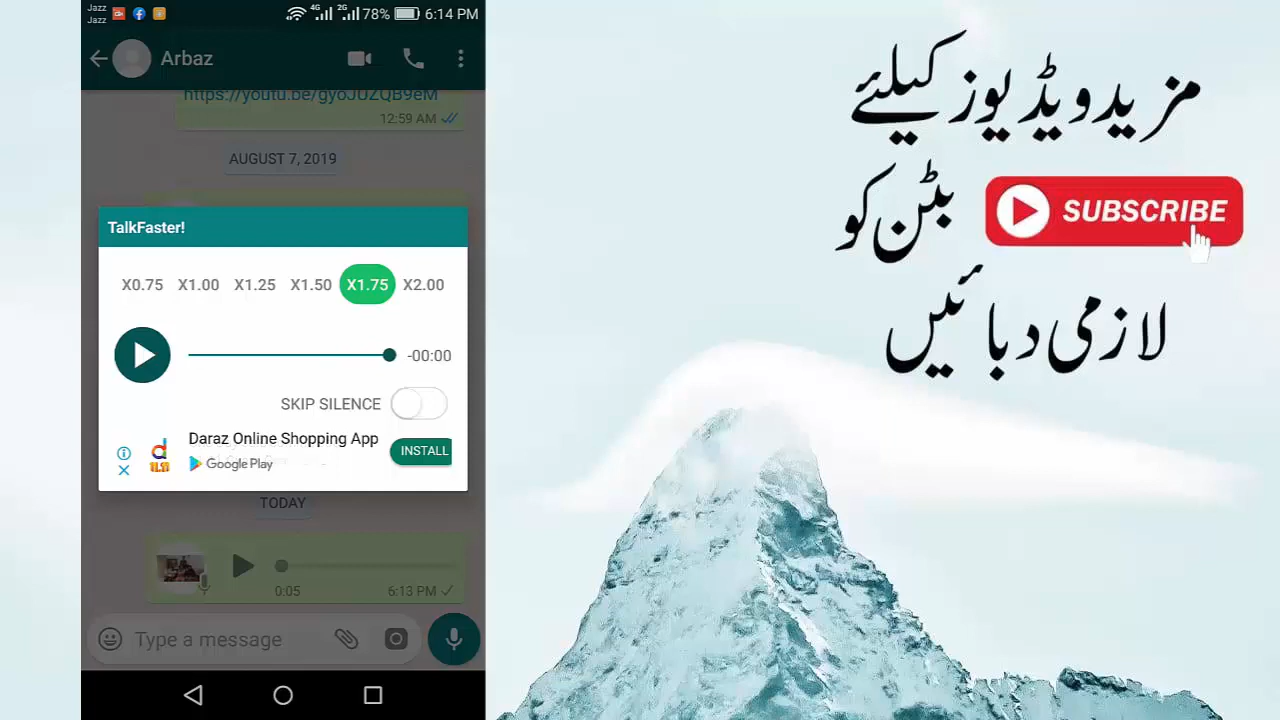 Jazz
Jazz
4G 2G 78% 6:14 PM
Arbaz
https://youtu.be/gyoJUZQB9eM
12:59 AM
AUGUST 7, 2019
TalkFaster!
X0.75 X1.00 X1.25 X1.50 X1.75 X2.00
-00:00
SKIP SILENCE
Daraz Online Shopping App
INSTALL
Google Play
11.11
TODAY
0:05 6:13 PM
Type a message
مزید ویڈیوز کیلئے
بٹن کو SUBSCRIBE
لازمی دبائیں